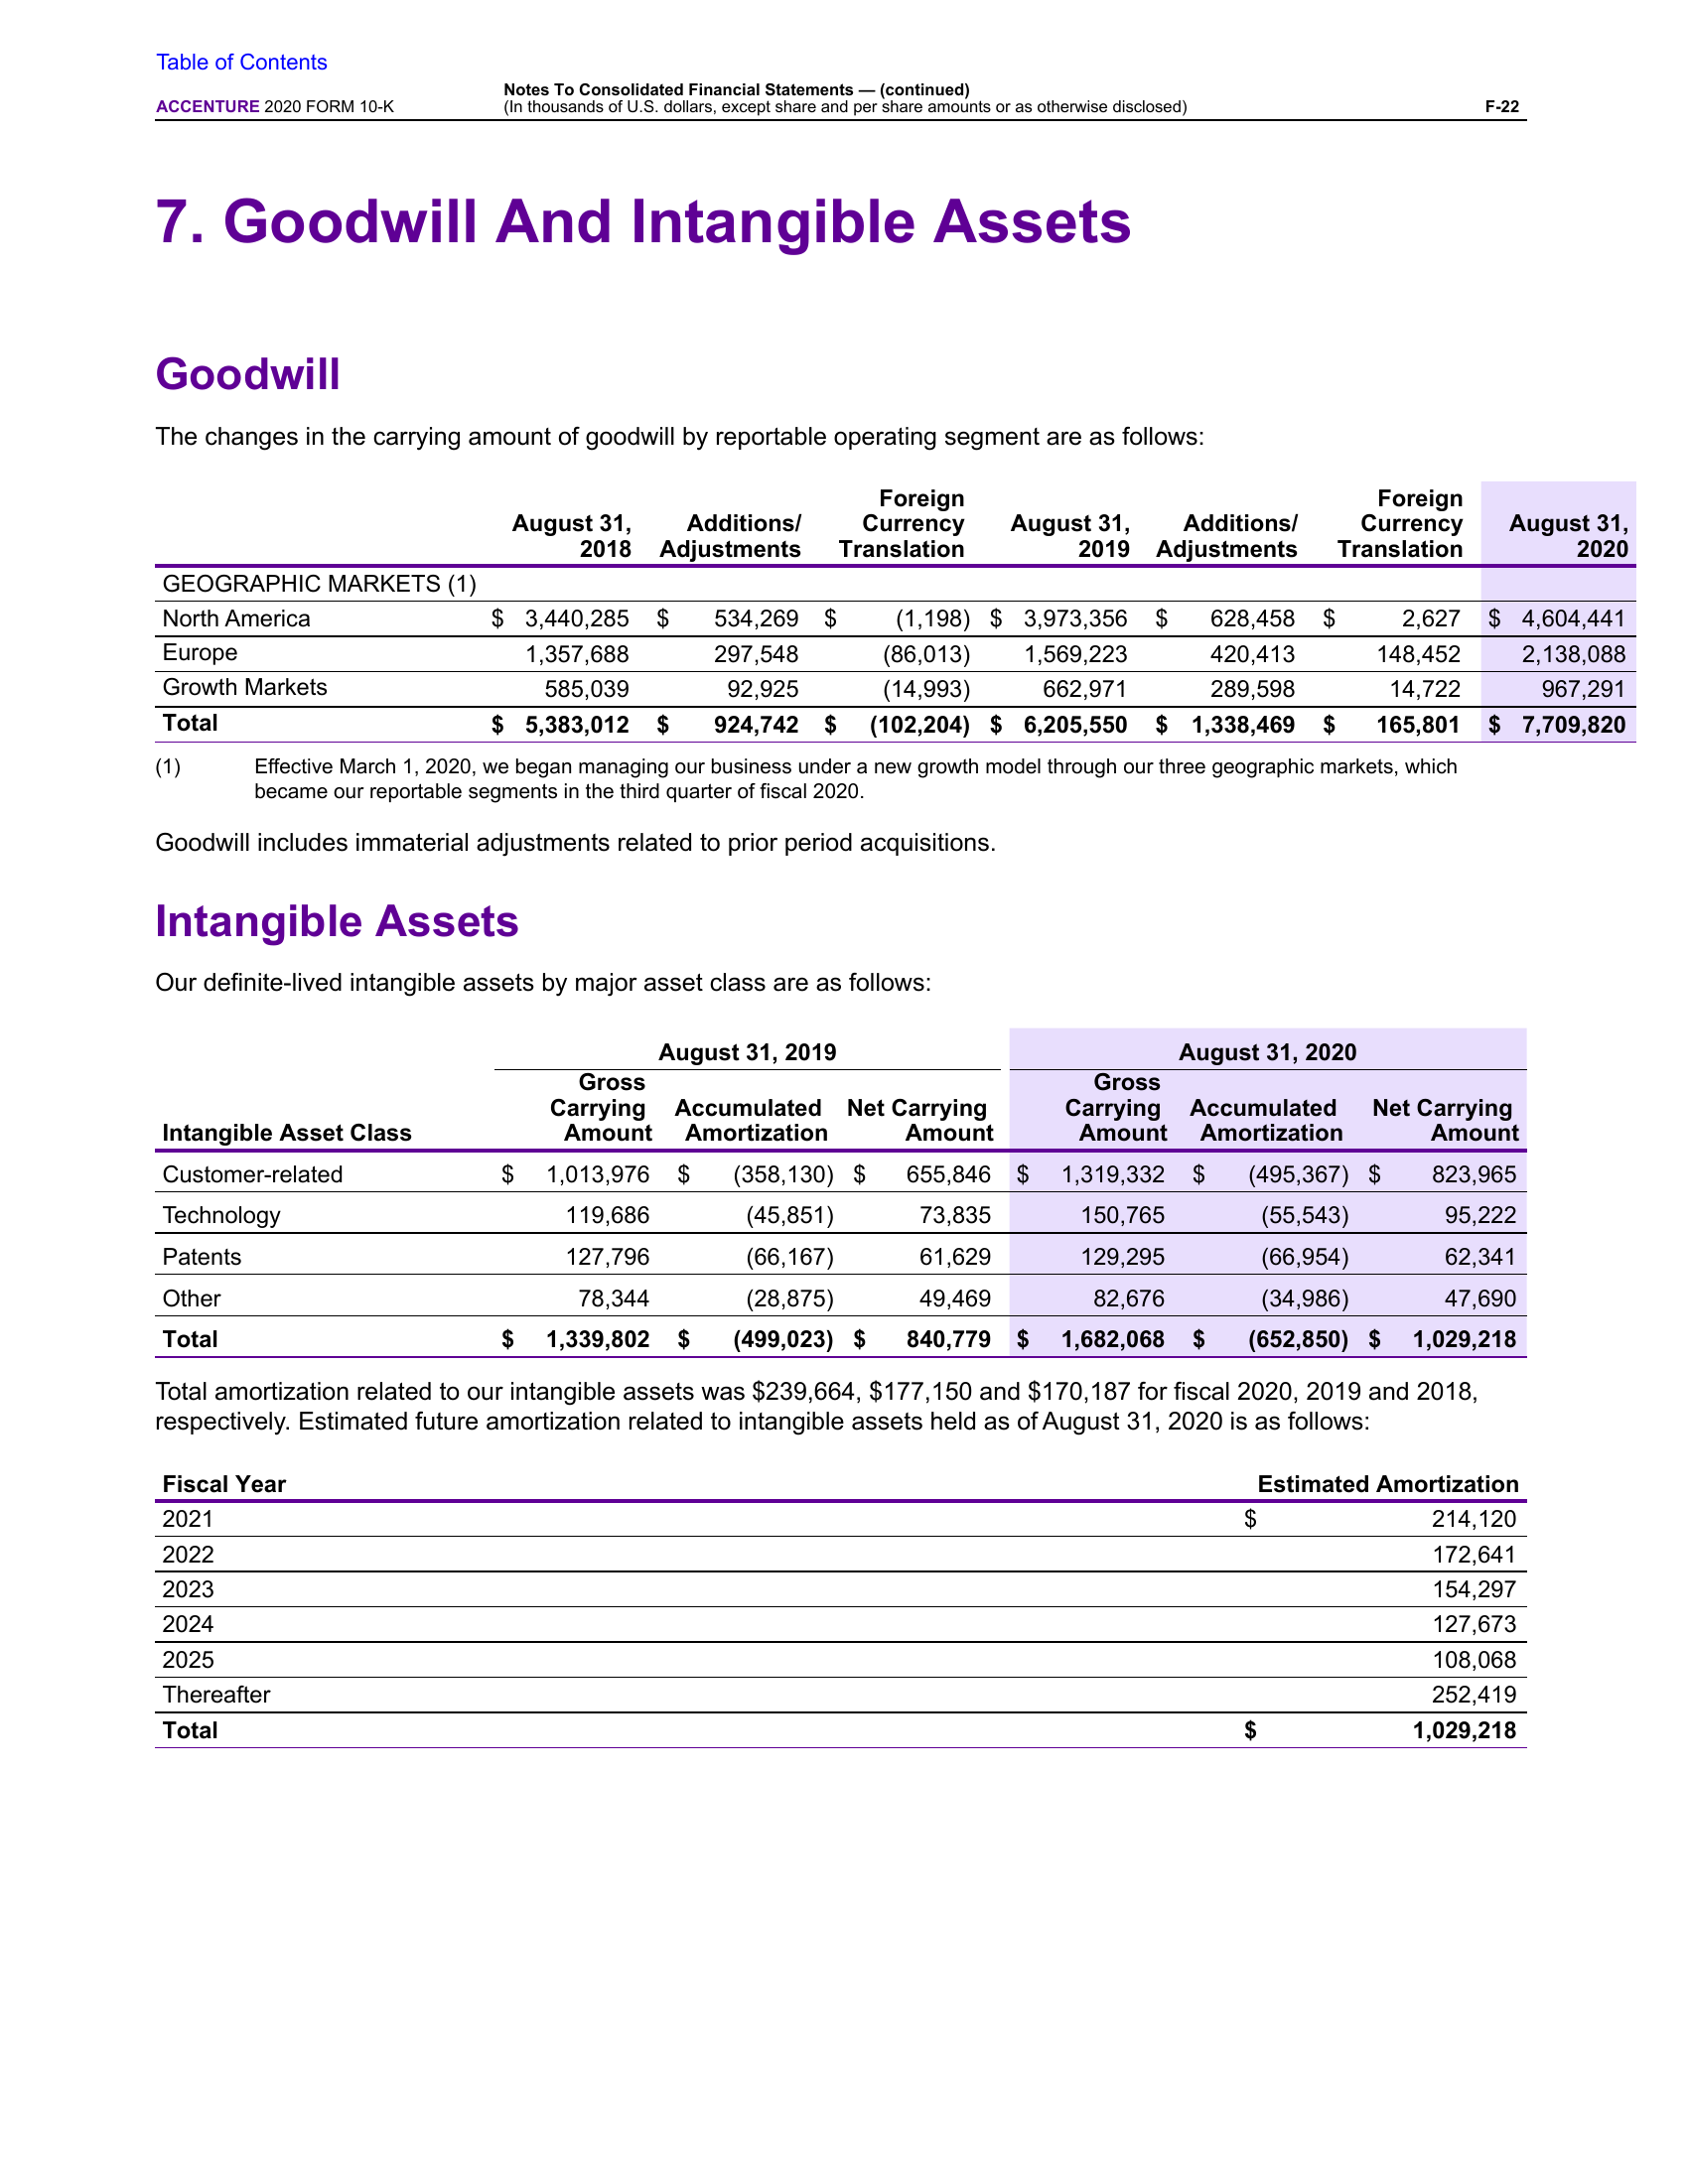 Table of Contents
Notes To Consolidated Financial Statements — (continued)
ACCENTURE 2020 FORM 10-K (In thousands of U.S. dollars, except share and per share amounts or as otherwise disclosed) F-22
7. Goodwill And Intangible Assets
Goodwill
The changes in the carrying amount of goodwill by reportable operating segment are as follows:
Foreign Foreign
August 31, Additions/ Currency August 31, Additions/ Currency August 31,
2018 Adjustments Translation 2019 Adjustments Translation 2020
GEOGRAPHIC MARKETS (1)
North America $ 3,440,285 $ 534,269 $ (1,198) $ 3,973,356 $ 628,458 $ 2,627 $ 4,604,441
Europe 1,357,688 297,548 (86,013) 1,569,223 420,413 148,452 2,138,088
Growth Markets 585,039 92,925 (14,993) 662,971 289,598 14,722 967,291
Total $ 5,383,012 $ 924,742 $ (102,204) $ 6,205,550 $ 1,338,469 $ 165,801 $ 7,709,820
(1) Effective March 1, 2020, we began managing our business under a new growth model through our three geographic markets, which
became our reportable segments in the third quarter of fiscal 2020.
Goodwill includes immaterial adjustments related to prior period acquisitions.
Intangible Assets
Our definite-lived intangible assets by major asset class are as follows:
August 31, 2019 August 31, 2020
Gross Gross
Carrying Accumulated Net Carrying Carrying Accumulated Net Carrying
Intangible Asset Class Amount Amortization Amount Amount Amortization Amount
Customer-related $ 1,013,976 $ (358,130) $ 655,846 $ 1,319,332 $ (495,367) $ 823,965
Technology 119,686 (45,851) 73,835 150,765 (55,543) 95,222
Patents 127,796 (66,167) 61,629 129,295 (66,954) 62,341
Other 78,344 (28,875) 49,469 82,676 (34,986) 47,690
Total $ 1,339,802 $ (499,023) $ 840,779 $ 1,682,068 $ (652,850) $ 1,029,218
Total amortization related to our intangible assets was $239,664, $177,150 and $170,187 for fiscal 2020, 2019 and 2018,
respectively. Estimated future amortization related to intangible assets held as of August 31, 2020 is as follows:
Fiscal Year Estimated Amortization
2021 $ 214,120
2022 172,641
2023 154,297
2024 127,673
2025 108,068
Thereafter 252,419
Total $ 1,029,218